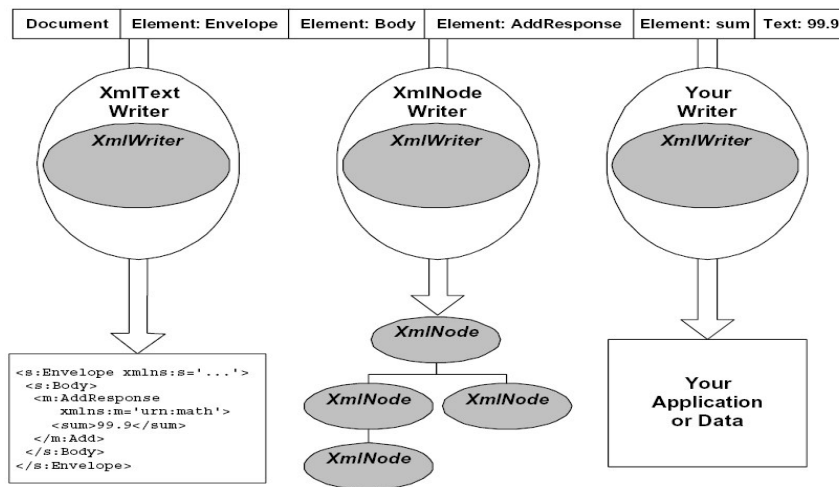 Document Element: Envelope Element: Body Element: AddResponse Element: sum Text: 99.9
XmlText
Writer
XmlWriter
XmlNode
Writer
XmlWriter
Your
Writer
XmlWriter
<s:Envelope xmlns:s='...'>
<s:Body>
<m:AddResponse
xmlns:m='urn:math'>
<sum>99.9</sum>
</m:Add>
</s:Body>
</s:Envelope>
XmlNode
XmlNode XmlNode
XmlNode
Your
Application
or Data